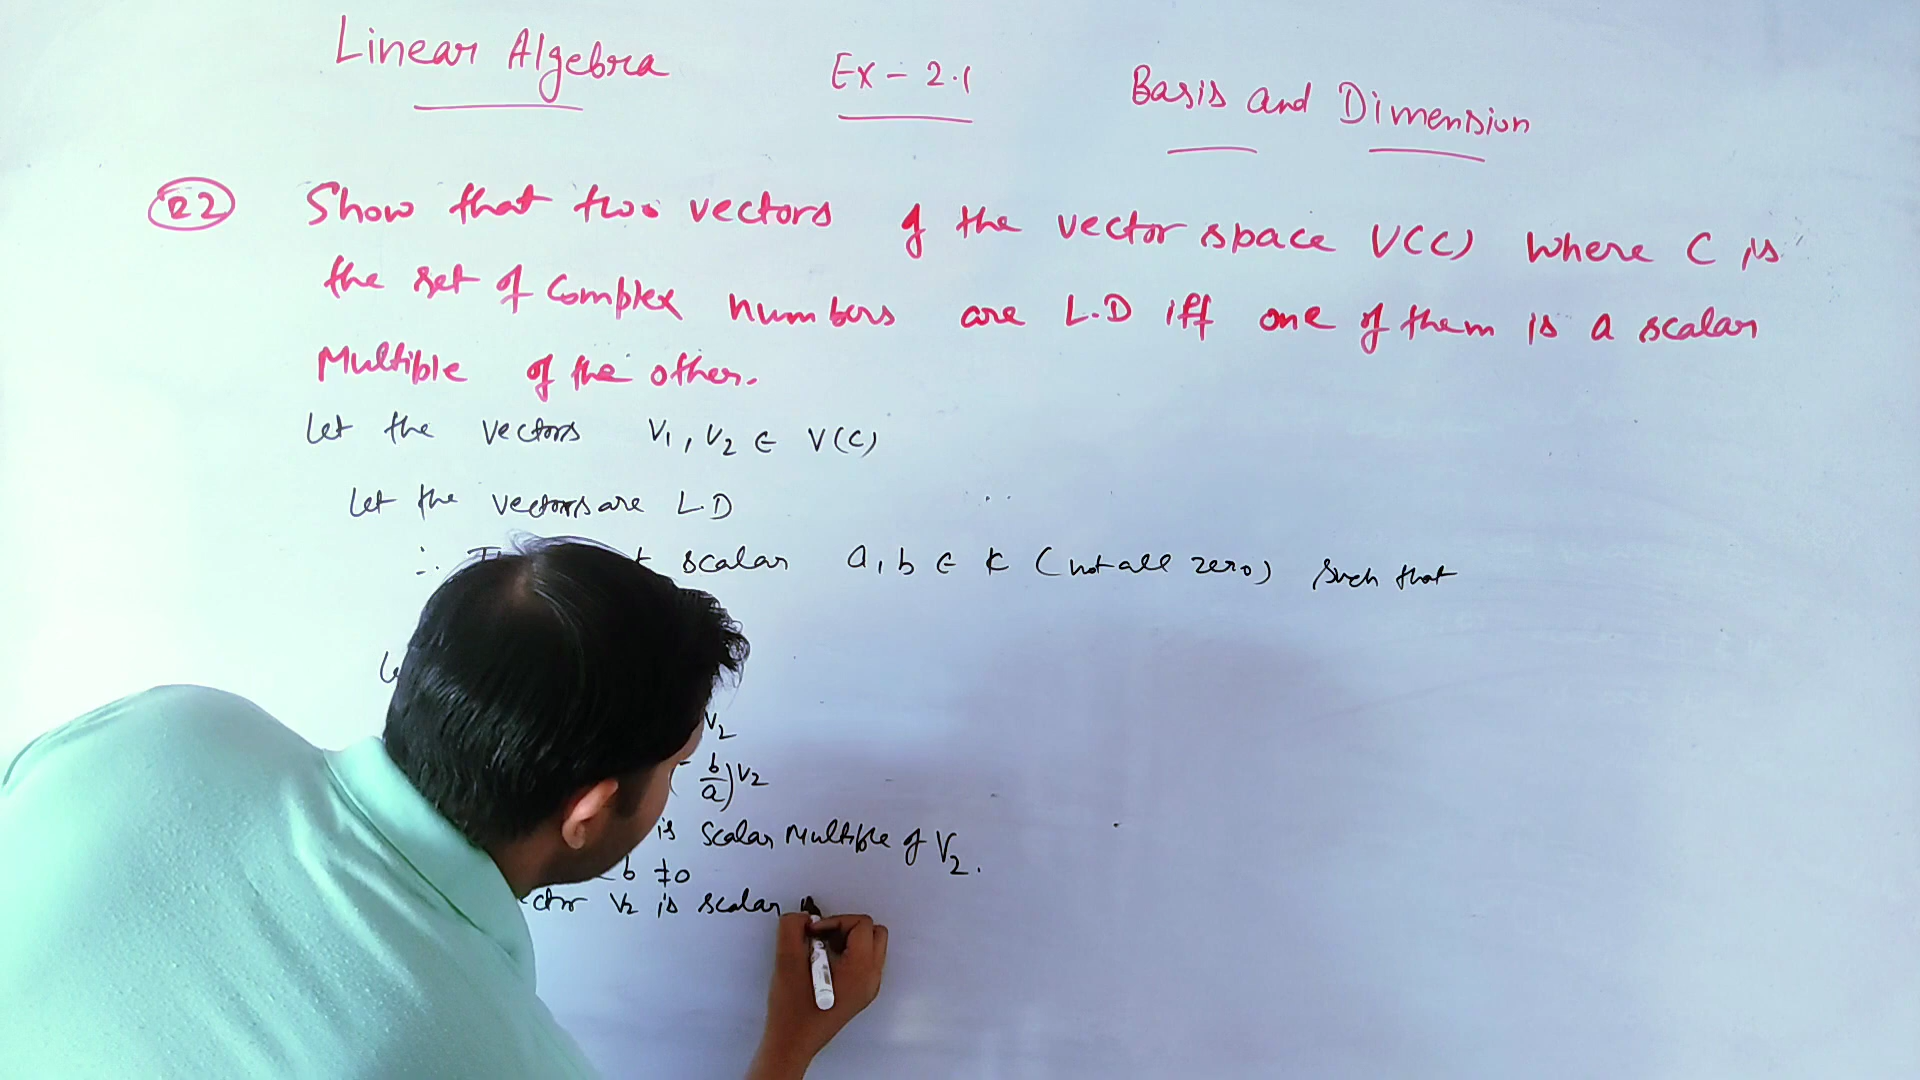 Linear Algebra Ex - 2.1 Basis and Dimension
Show that two vectors of the vector space V(C) where C is
the set of complex numbers are L.D iff one of them is a scalar
Multiple of the other.
Let the vectors V1, V2 ∈ V(C)
Let the vectors are L.D
∴ scalar a, b ∈ K (not all zero) such that
V2
(- b/a) V2
is scalar Multiple of V2.
b ≠ 0
V2 is scalar